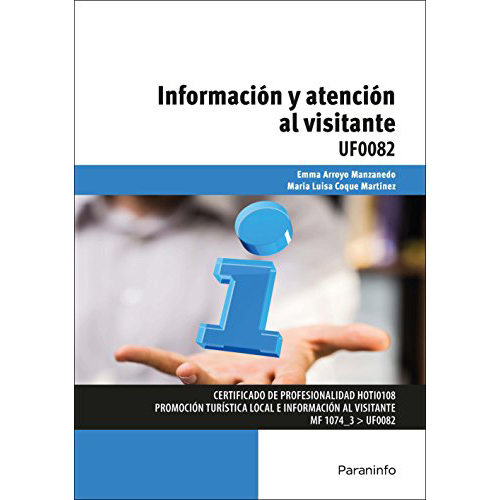 Información y atención
al visitante
UF0082
Emma Arroyo Manzanedo
María Luisa Coque Martínez
CERTIFICADO DE PROFESIONALIDAD HOTI0108
PROMOCIÓN TURÍSTICA LOCAL E INFORMACIÓN AL VISITANTE
MF 1074_3 > UF0082
Paraninfo